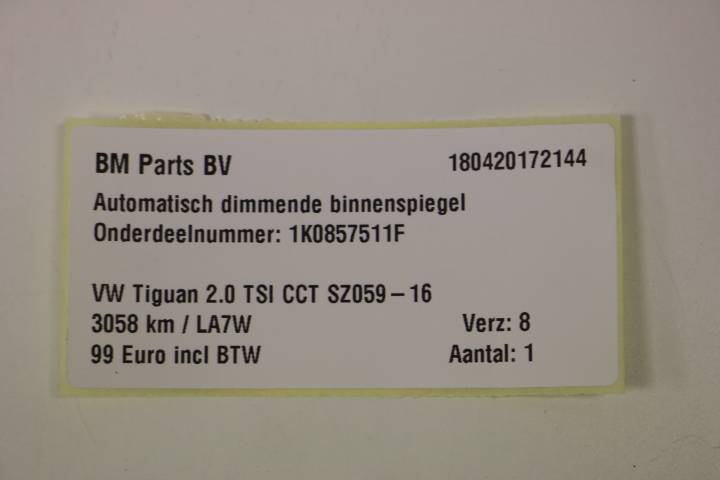 BM Parts BV 180420172144
Automatisch dimmende binnenspiegel
Onderdeelnummer: 1K0857511F
VW Tiguan 2.0 TSI CCT SZ059-16
3058 km / LA7W Verz: 8
99 Euro incl BTW Aantal: 1